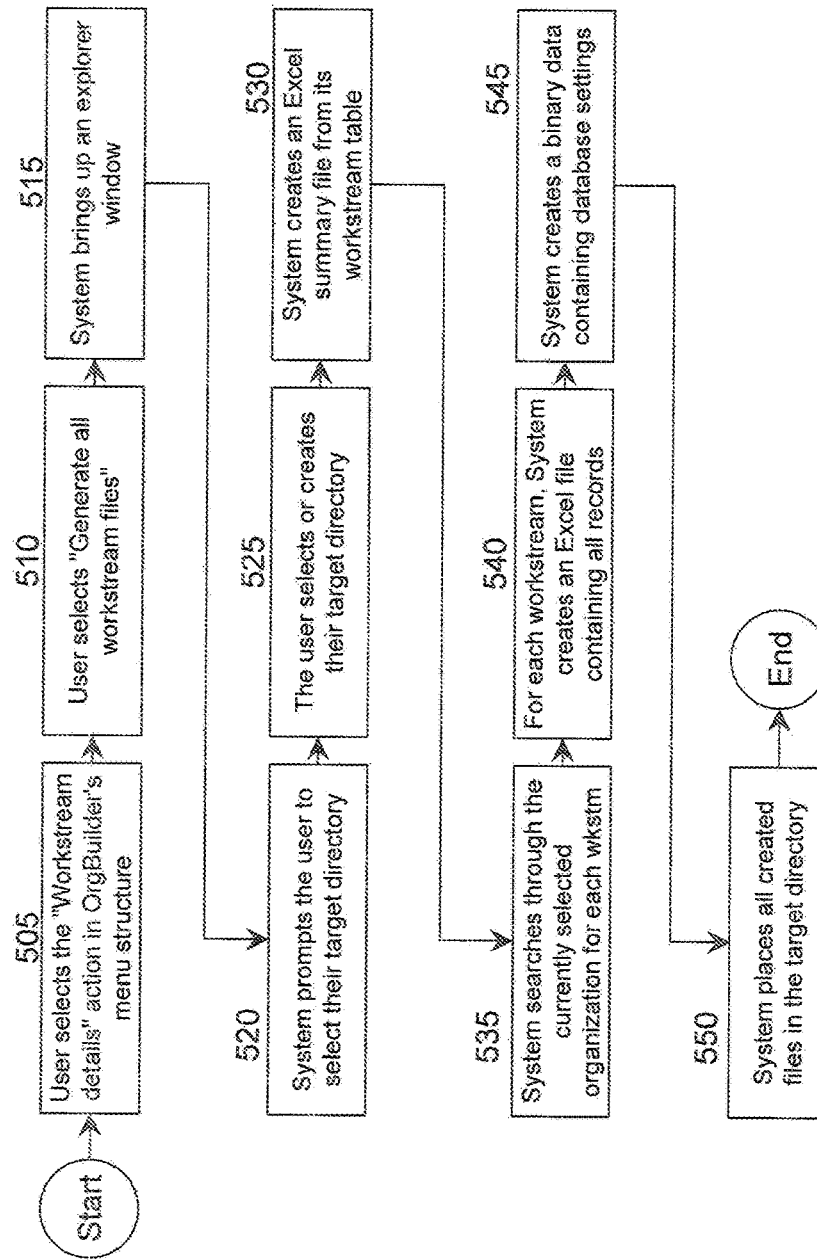 Start
505
User selects the "Workstream
details" action in OrgBuilder's
menu structure
510
User selects "Generate all
workstream files"
515
System brings up an explorer
window
520
System prompts the user to
select their target directory
525
The user selects or creates
their target directory
530
System creates an Excel
summary file from its
workstream table
535
System searches through the
currently selected
organization for each wkstm
540
For each workstream, System
creates an Excel file
containing all records
545
System creates a binary data
containing database settings
550
System places all created
files in the target directory
End